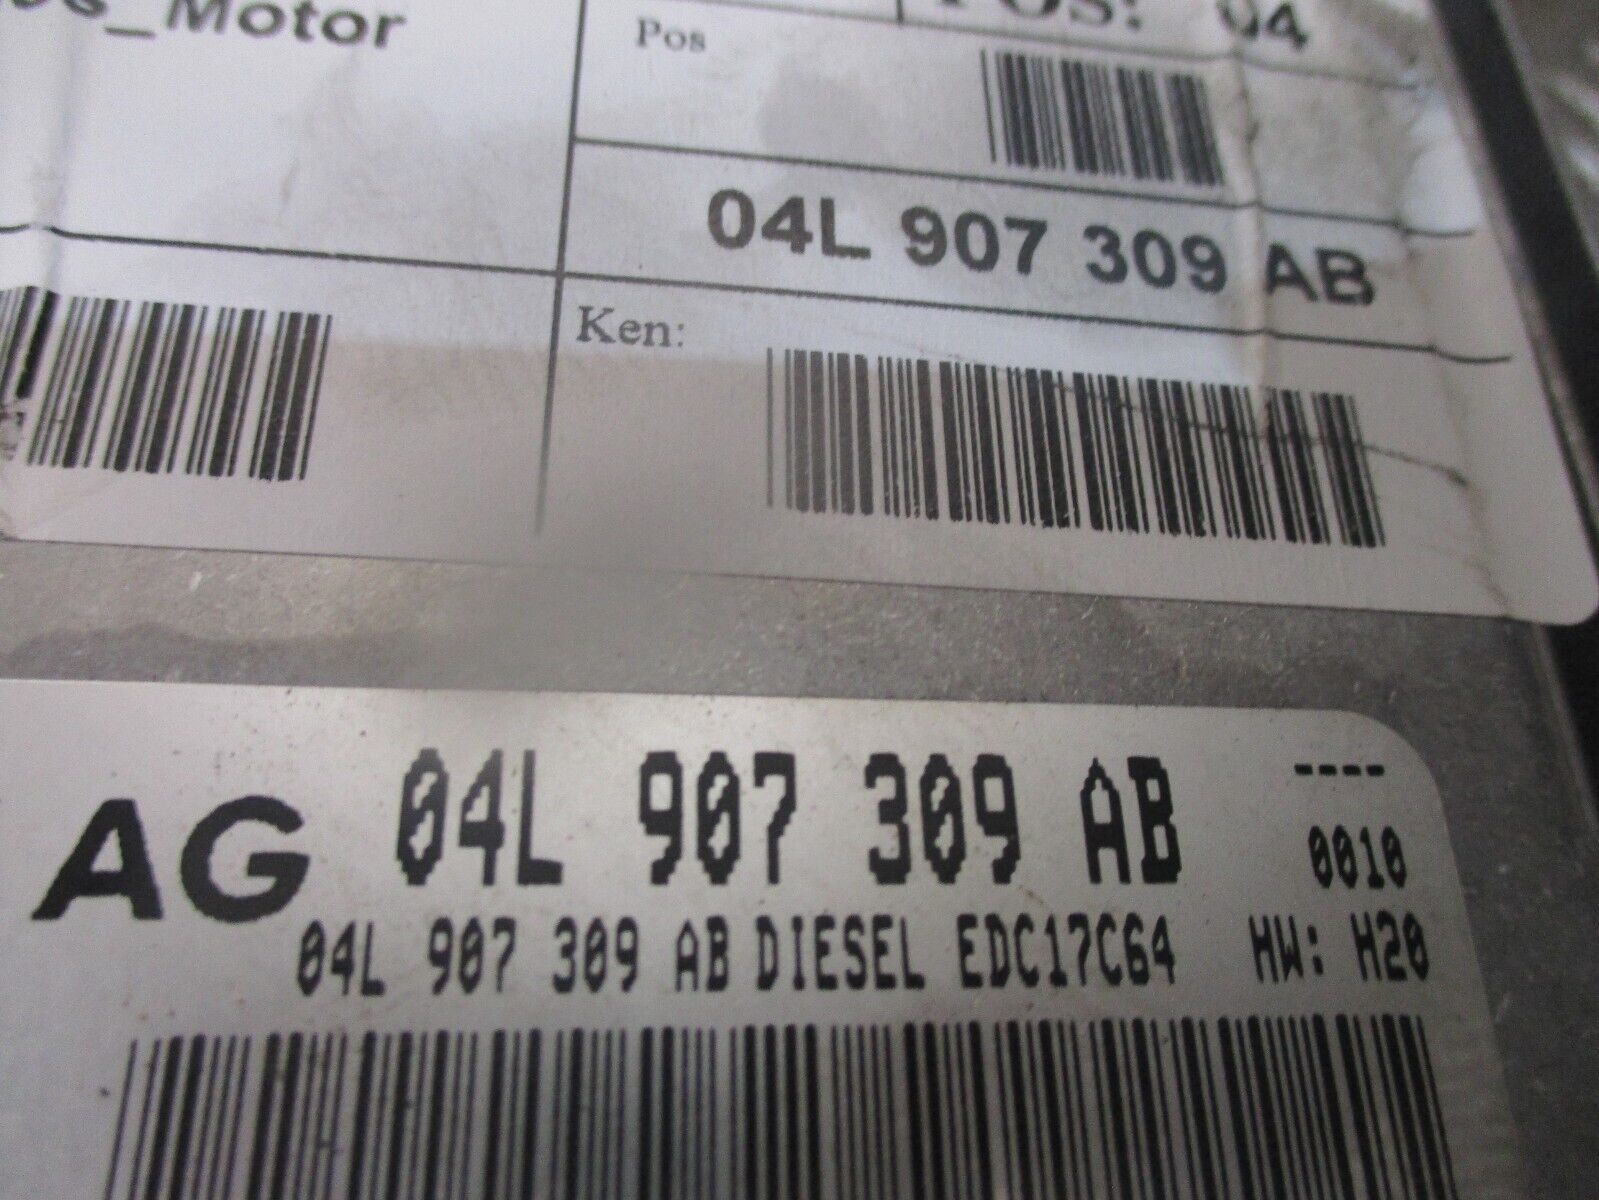 _Motor
POS: 04
Pos
04L 907 309 AB
Ken:
AG 04L 907 309 AB ----
0010
04L 907 309 AB DIESEL EDC17C64 HW: H20